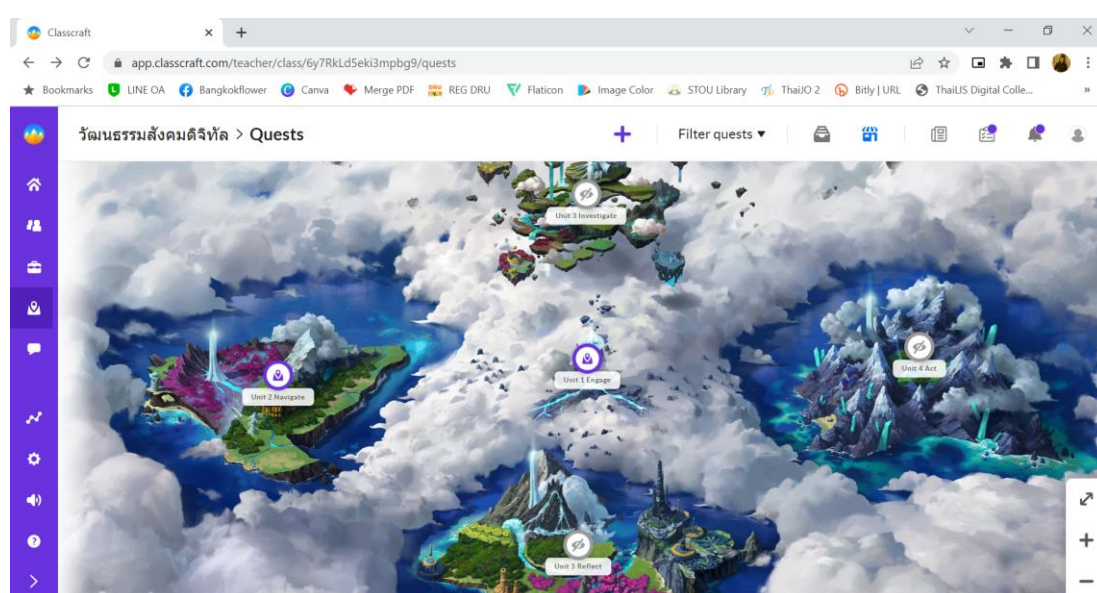 Classcraft
app.classcraft.com/teacher/class/6y7RkLd5eki3mpbg9/quests
Bookmarks LINE OA Bangkokflower Canva Merge PDF REG DRU Flaticon Image Color STOU Library ThaiJO 2 Bitly | URL ThaiLIS Digital Colle... »
วัฒนธรรมสังคมดิจิทัล > Quests Filter quests
Unit 3 Investigate
Unit 1 Engage
Unit 4 Act
Unit 2 Navigate
Unit 5 Reflect